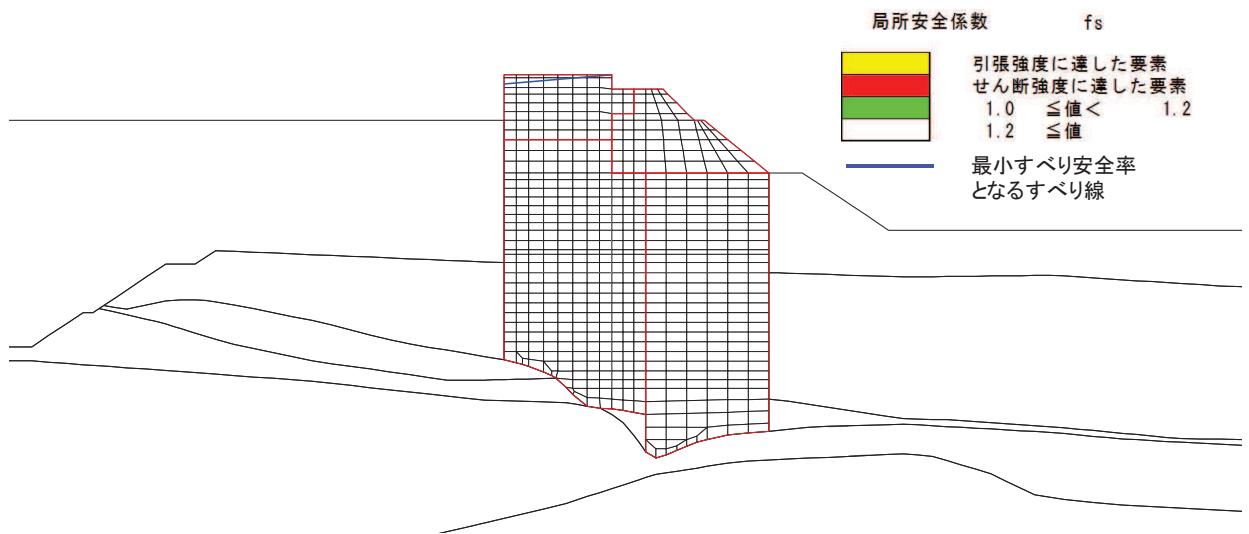 局所安全係数 fs
引張強度に達した要素
せん断強度に達した要素
1.0 ≦値< 1.2
1.2 ≦値
最小すべり安全率
となるすべり線